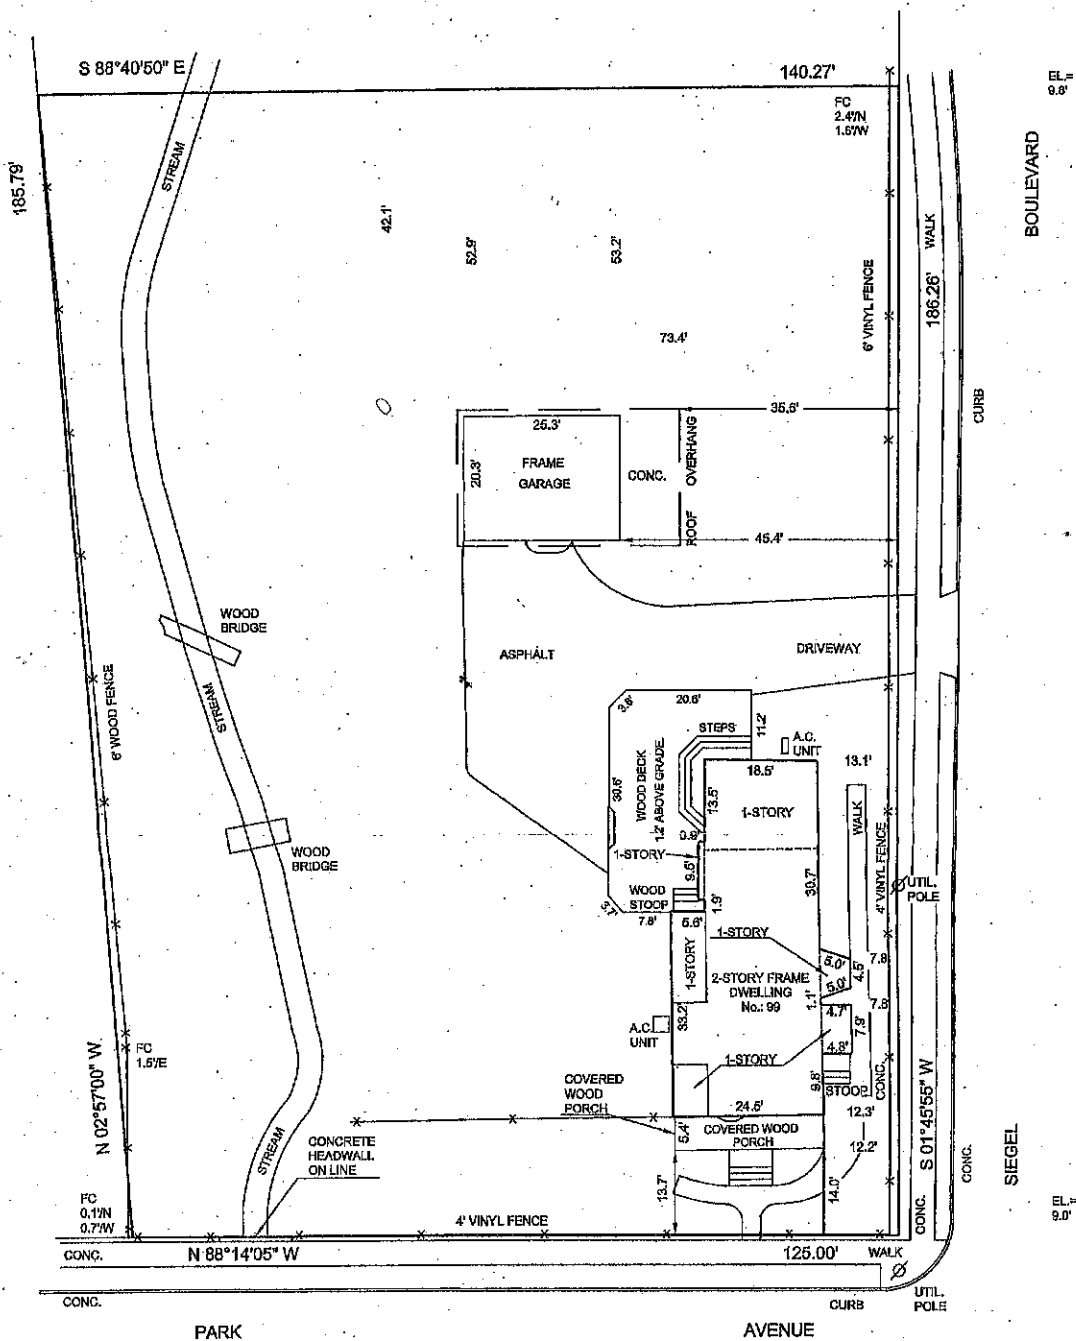 S 88°40'50" E
140.27'
EL.=
9.8'
FC
2.4'/N
1.6'/W
BOULEVARD
185.79'
STREAM
42.1'
52.9'
53.2'
WALK
186.26'
6' VINYL FENCE
73.4'
35.6'
CURB
25.3'
20.3'
FRAME
GARAGE
CONC.
ROOF OVERHANG
45.4'
WOOD
BRIDGE
ASPHALT
DRIVEWAY
STREAM
6' WOOD FENCE
3.8'
20.6'
STEPS
11.2'
A.C.
UNIT
13.1'
18.5'
30.5'
WOOD DECK
1.2' ABOVE GRADE
13.5'
1-STORY
WALK
4' VINYL FENCE
0.9'
WOOD
BRIDGE
1-STORY
9.5'
30.7'
UTIL.
POLE
WOOD
STOOP
1.9'
3.7'
7.8'
5.6'
1-STORY
1-STORY
5.0'
4.5'
7.8
2-STORY FRAME
DWELLING
No.: 99
5.0'
1.1'
7.8'
4.7'
33.2'
A.C.
UNIT
7.9'
FC
1.5'/E
4.8'
1-STORY
9.8'
STOOP
CONC.
COVERED
WOOD
PORCH
24.5'
12.3'
N 02°57'00" W
S 01°45'55" W
5.4'
COVERED WOOD
PORCH
12.2'
CONCRETE
HEADWALL
ON LINE
STREAM
CONC.
SIEGEL
13.7'
14.0'
FC
0.1'/N
0.7'/W
EL.=
9.0'
4' VINYL FENCE
CONC.
CONC.
N 88°14'05" W
125.00'
WALK
CONC.
CURB
UTIL.
POLE
PARK
AVENUE